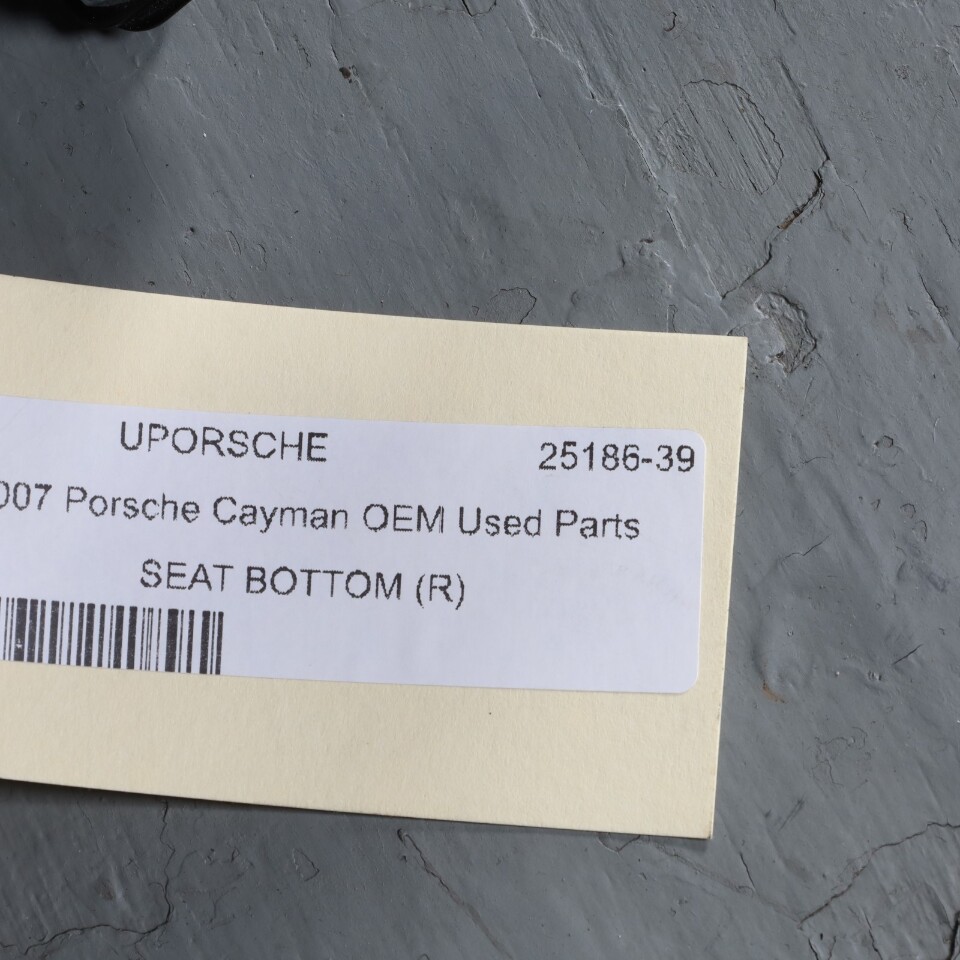 UPORSCHE 25186-39
007 Porsche Cayman OEM Used Parts
SEAT BOTTOM (R)